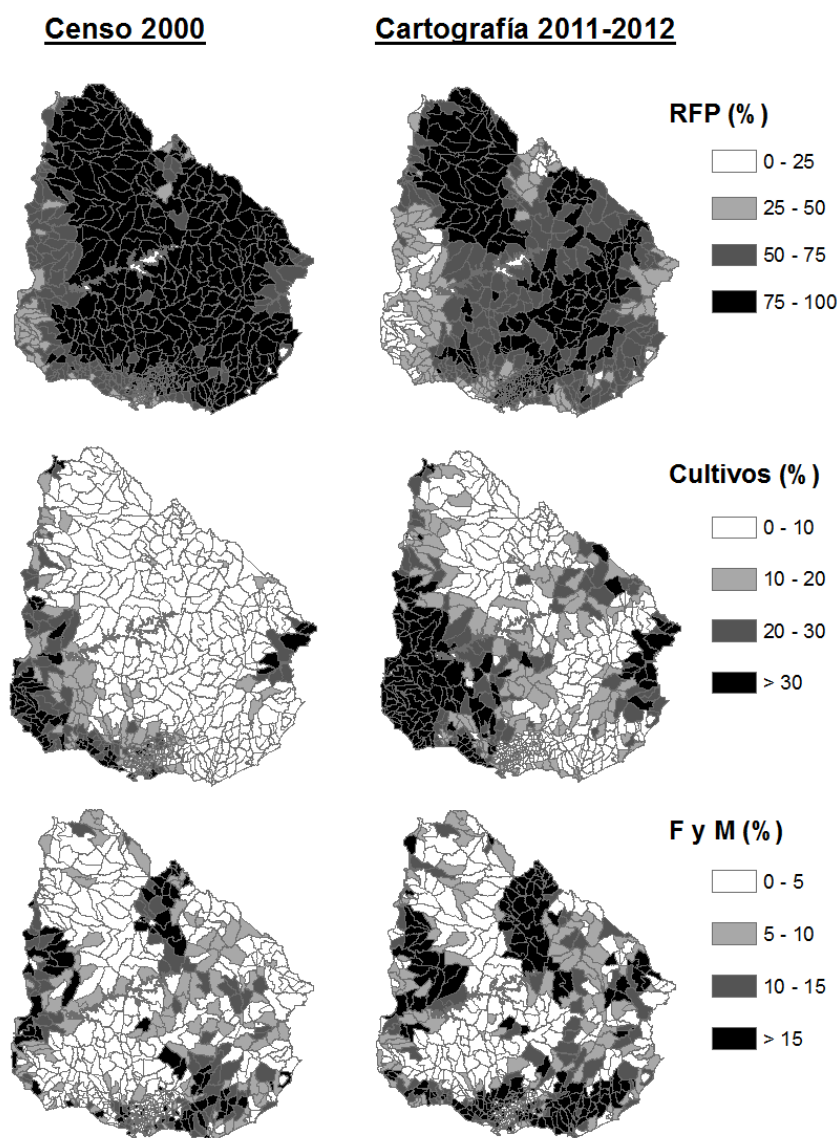 Censo 2000
Cartografía 2011-2012
RFP (%)
0 - 25
25 - 50
50 - 75
75 - 100
Cultivos (%)
0 - 10
10 - 20
20 - 30
> 30
F y M (%)
0 - 5
5 - 10
10 - 15
> 15